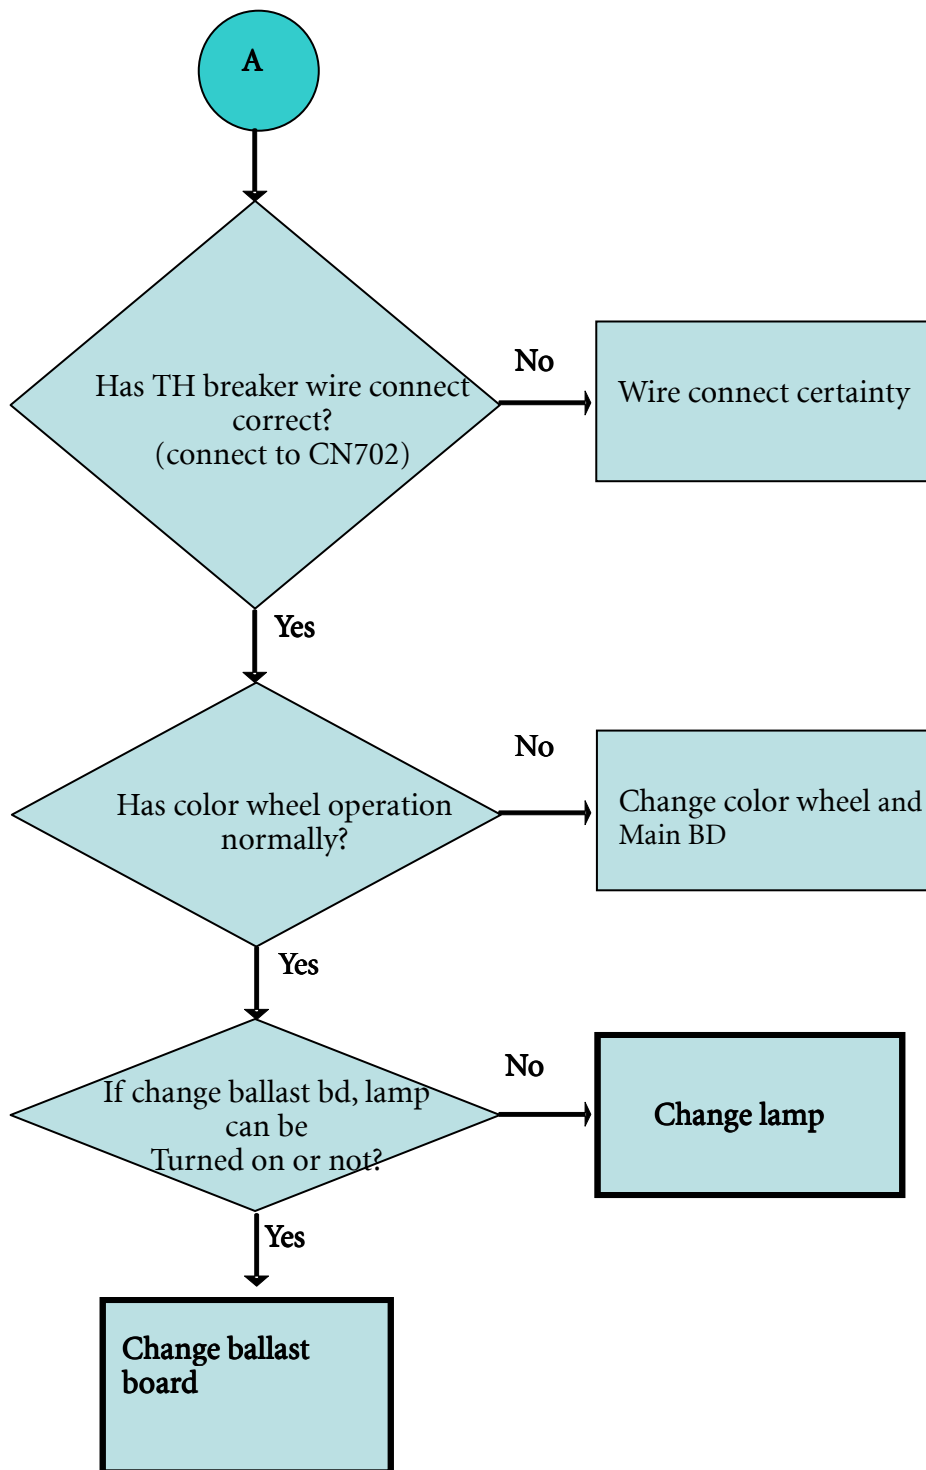 A
Has TH breaker wire connect
correct?
(connect to CN702)
No
Wire connect certainty
Yes
Has color wheel operation
normally?
No
Change color wheel and
Main BD
Yes
If change ballast bd, lamp
can be
Turned on or not?
No
Change lamp
Yes
Change ballast
board